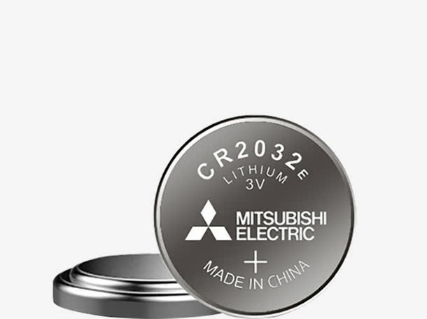 CR2032E
LITHIUM
3V
MITSUBISHI
ELECTRIC
+
MADE IN CHINA